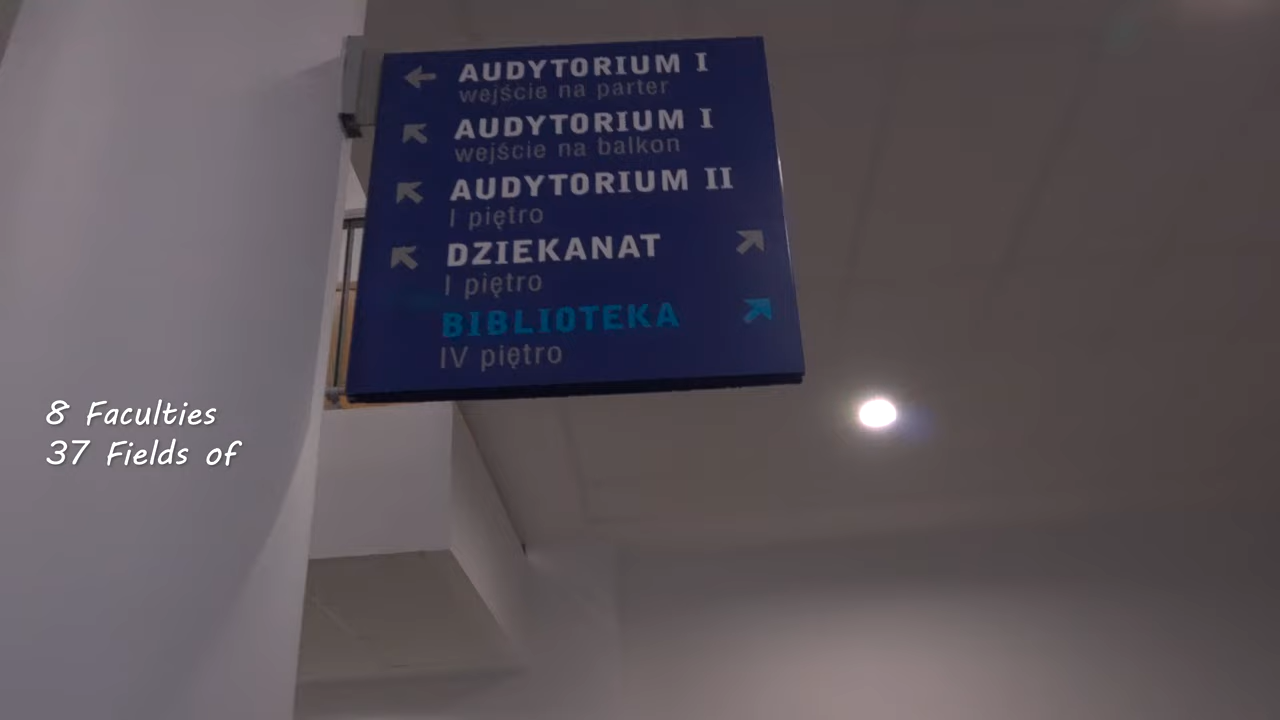 AUDYTORIUM I
wejście na parter
AUDYTORIUM I
wejście na balkon
AUDYTORIUM II
I piętro
DZIEKANAT
I piętro
BIBLIOTEKA
IV piętro
8 Faculties
37 Fields of